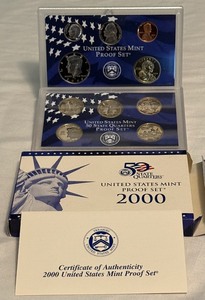 UNITED STATES MINT
PROOF SET
UNITED STATES MINT
50 STATE QUARTERS
PROOF SET
50
STATE
QUARTERS
UNITED STATES MINT
PROOF SET
2000
Certificate of Authenticity
2000 United States Mint Proof Set